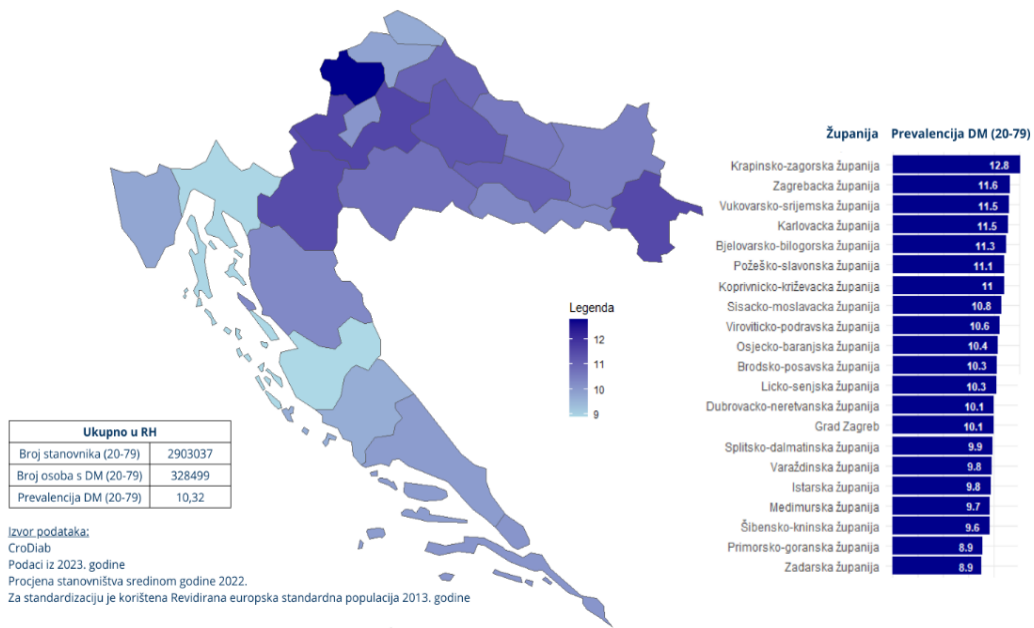 Županija Prevalencija DM (20-79)
Krapinsko-zagorska županija 12.8
Zagrebacka županija 11.6
Vukovarsko-srijemska županija 11.5
Karlovacka županija 11.5
Bjelovarsko-bilogorska županija 11.3
Požeško-slavonska županija 11.1
Koprivnicko-križevacka županija 11
Sisacko-moslavacka županija 10.8
Viroviticko-podravska županija 10.6
Osjecko-baranjska županija 10.4
Brodsko-posavska županija 10.3
Licko-senjska županija 10.3
Dubrovacko-neretvanska županija 10.1
Grad Zagreb 10.1
Splitsko-dalmatinska županija 9.9
Varaždinska županija 9.8
Istarska županija 9.8
Medimurska županija 9.7
Šibensko-kninska županija 9.6
Primorsko-goranska županija 8.9
Zadarska županija 8.9
Legenda
12
11
10
9
Ukupno u RH
Broj stanovnika (20-79) 2903037
Broj osoba s DM (20-79) 328499
Prevalencija DM (20-79) 10,32
Izvor podataka:
CroDiab
Podaci iz 2023. godine
Procjena stanovništva sredinom godine 2022.
Za standardizaciju je korištena Revidirana europska standardna populacija 2013. godine